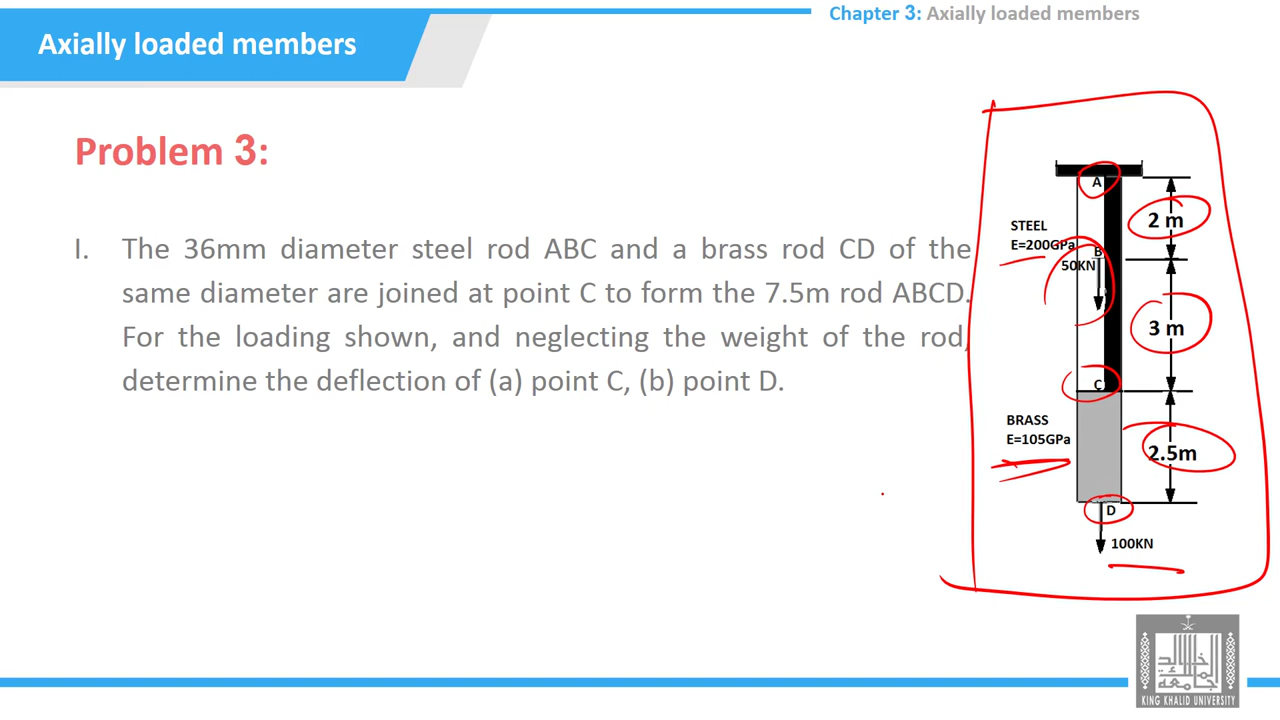 Chapter 3: Axially loaded members
Axially loaded members
Problem 3:
I. The 36mm diameter steel rod ABC and a brass rod CD of the
same diameter are joined at point C to form the 7.5m rod ABCD.
For the loading shown, and neglecting the weight of the rod,
determine the deflection of (a) point C, (b) point D.
A
2 m
STEEL
E=200GPa
B
50KN
3 m
C
BRASS
E=105GPa
2.5m
D
100KN
جامعة
الملك خالد
KING KHALID UNIVERSITY